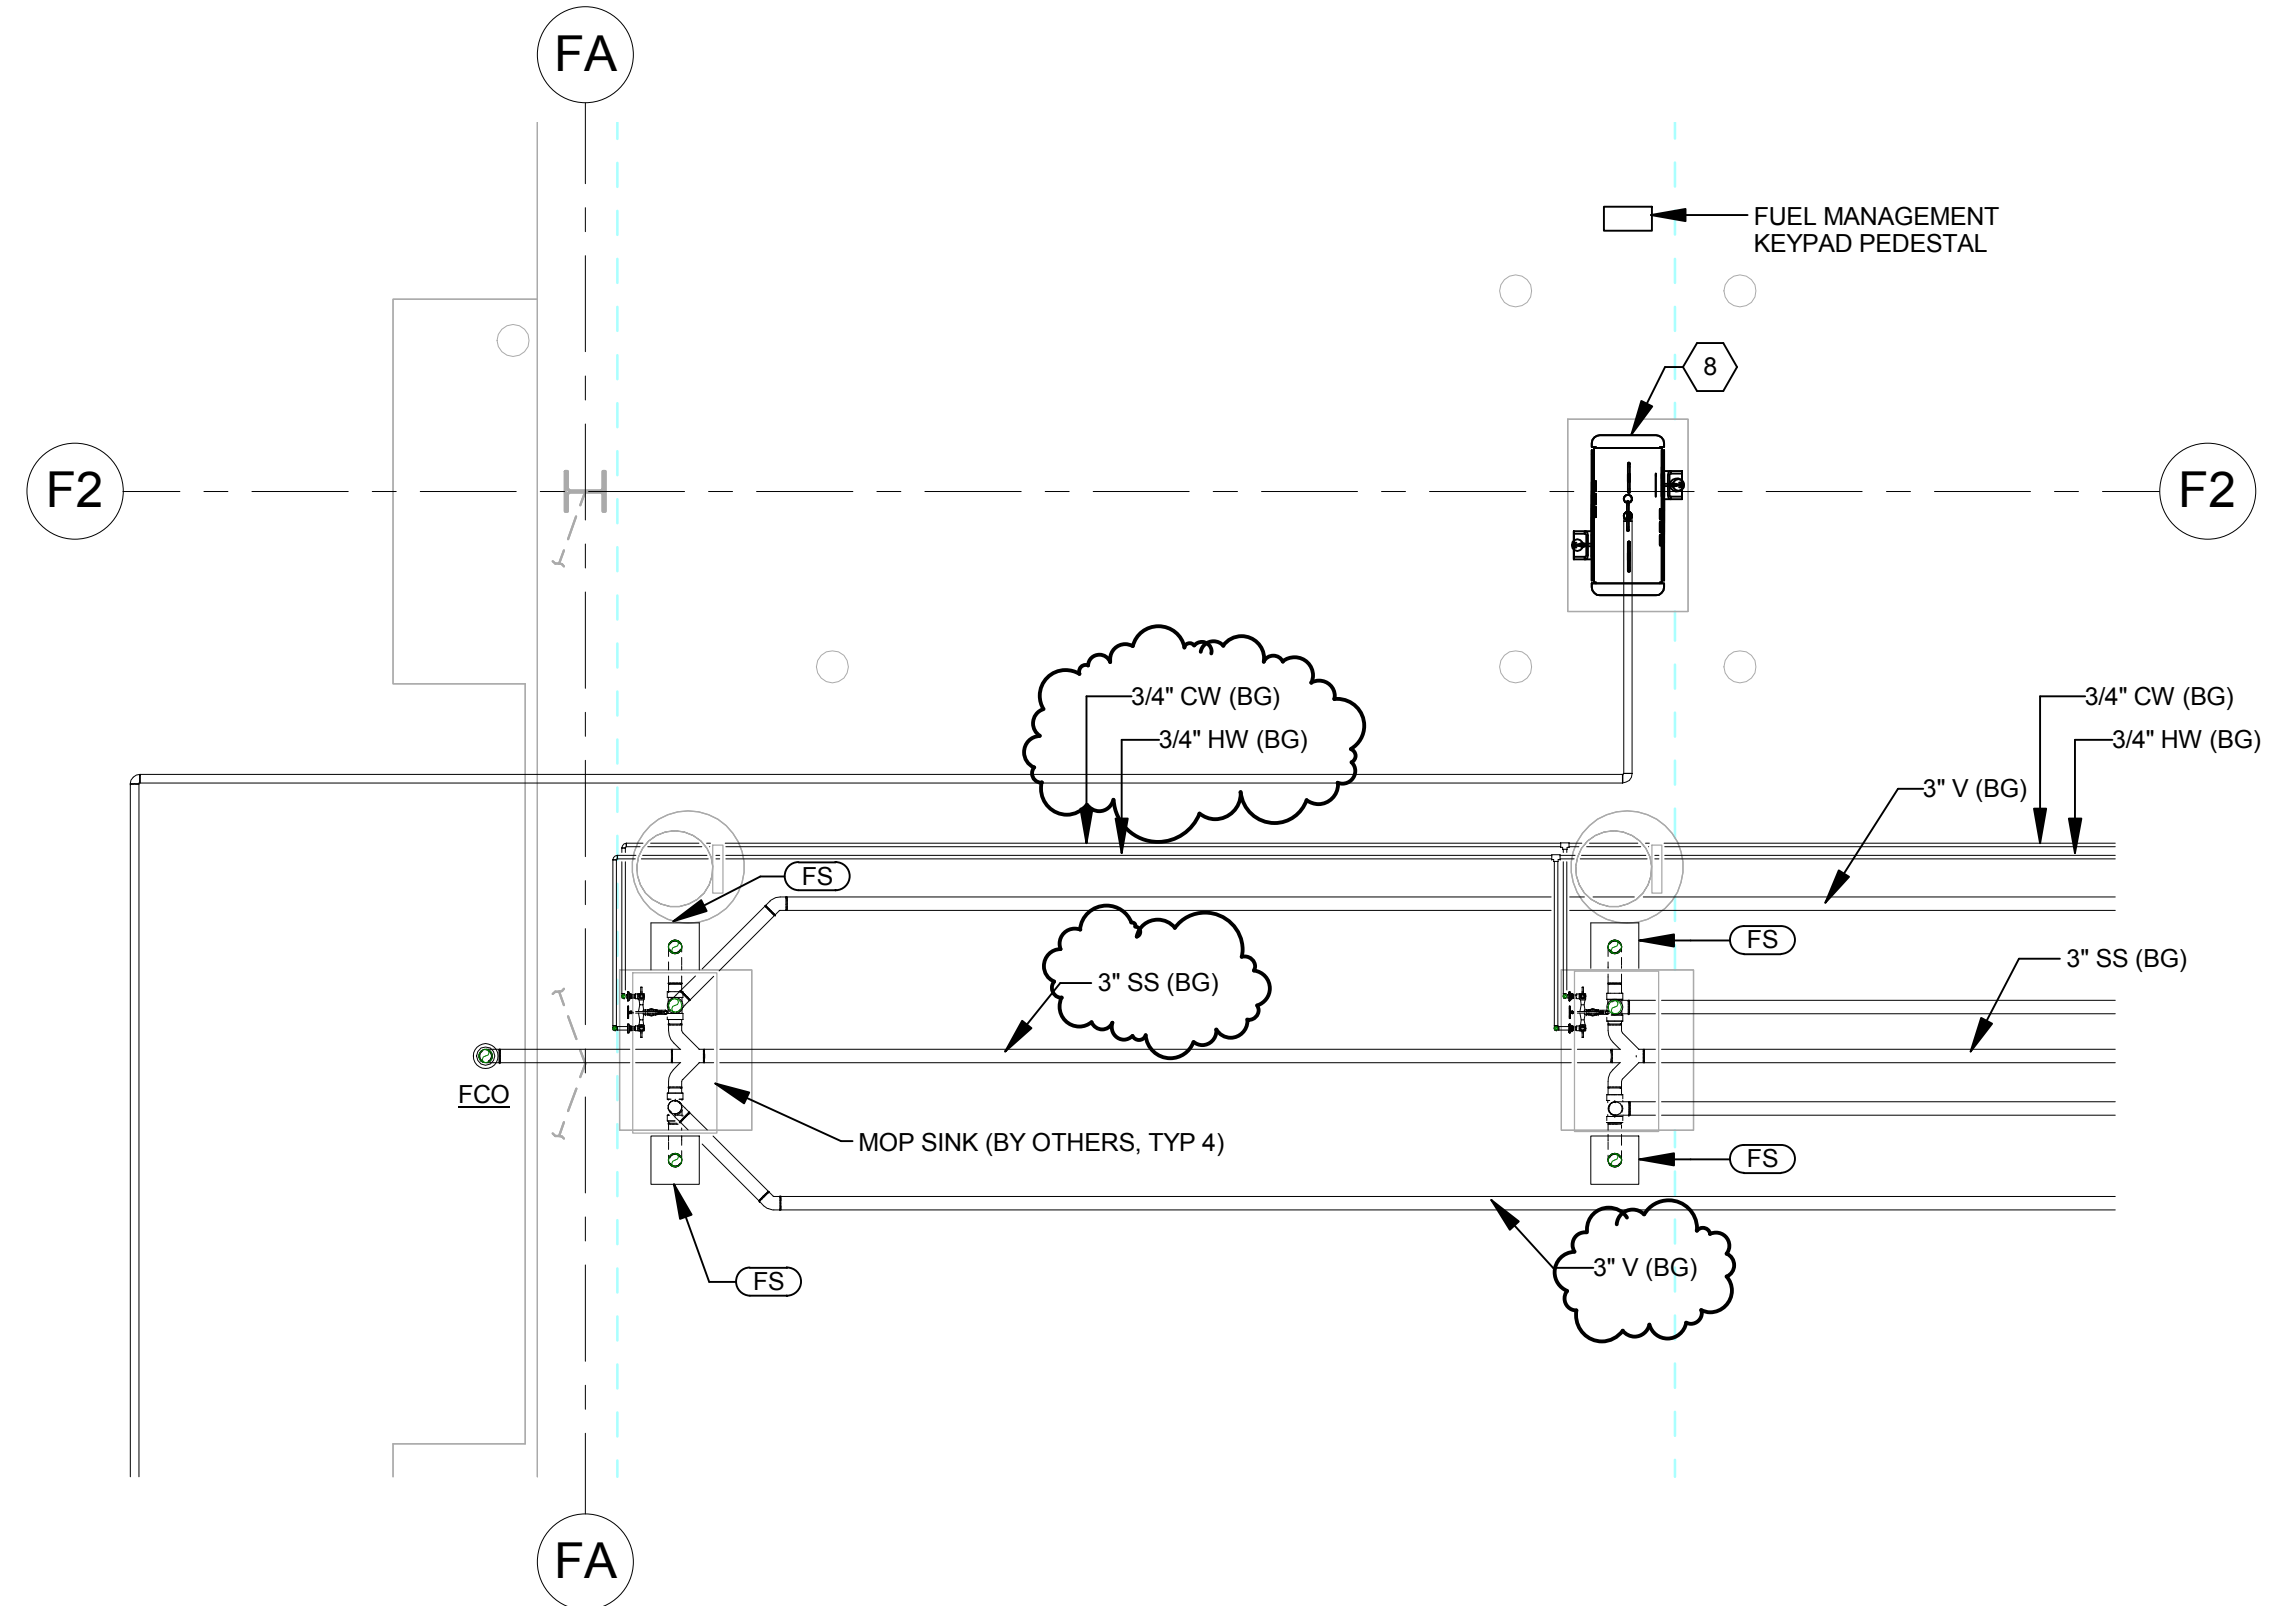 FA
FUEL MANAGEMENT
KEYPAD PEDESTAL
8
F2
F2
3/4" CW (BG)
3/4" HW (BG)
3/4" CW (BG)
3/4" HW (BG)
3" V (BG)
FS
FS
3" SS (BG)
3" SS (BG)
FCO
MOP SINK (BY OTHERS, TYP 4)
FS
FS
3" V (BG)
FA